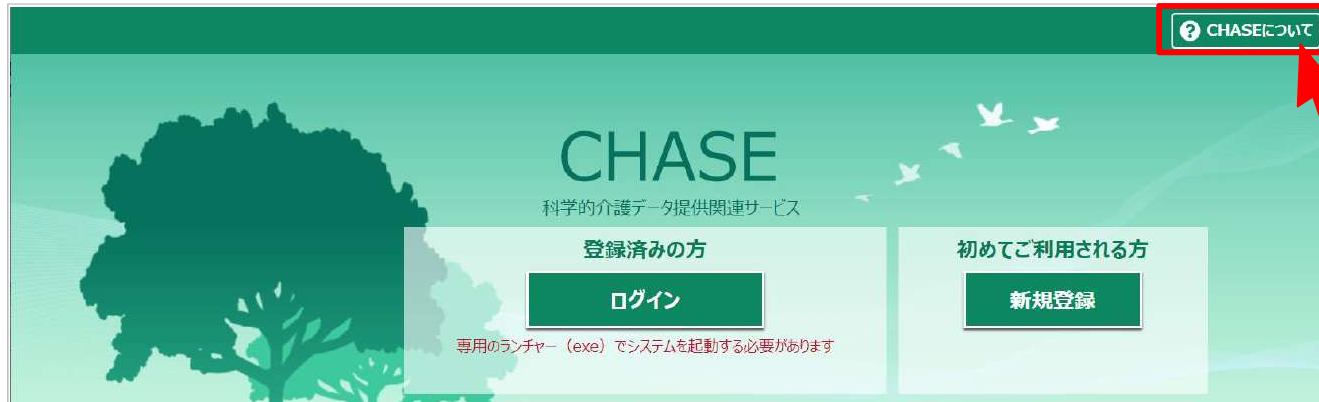 ? CHASEについて
CHASE
科学的介護データ提供関連サービス
登録済みの方
ログイン
専用のランチャー（exe）でシステムを起動する必要があります
初めてご利用される方
新規登録